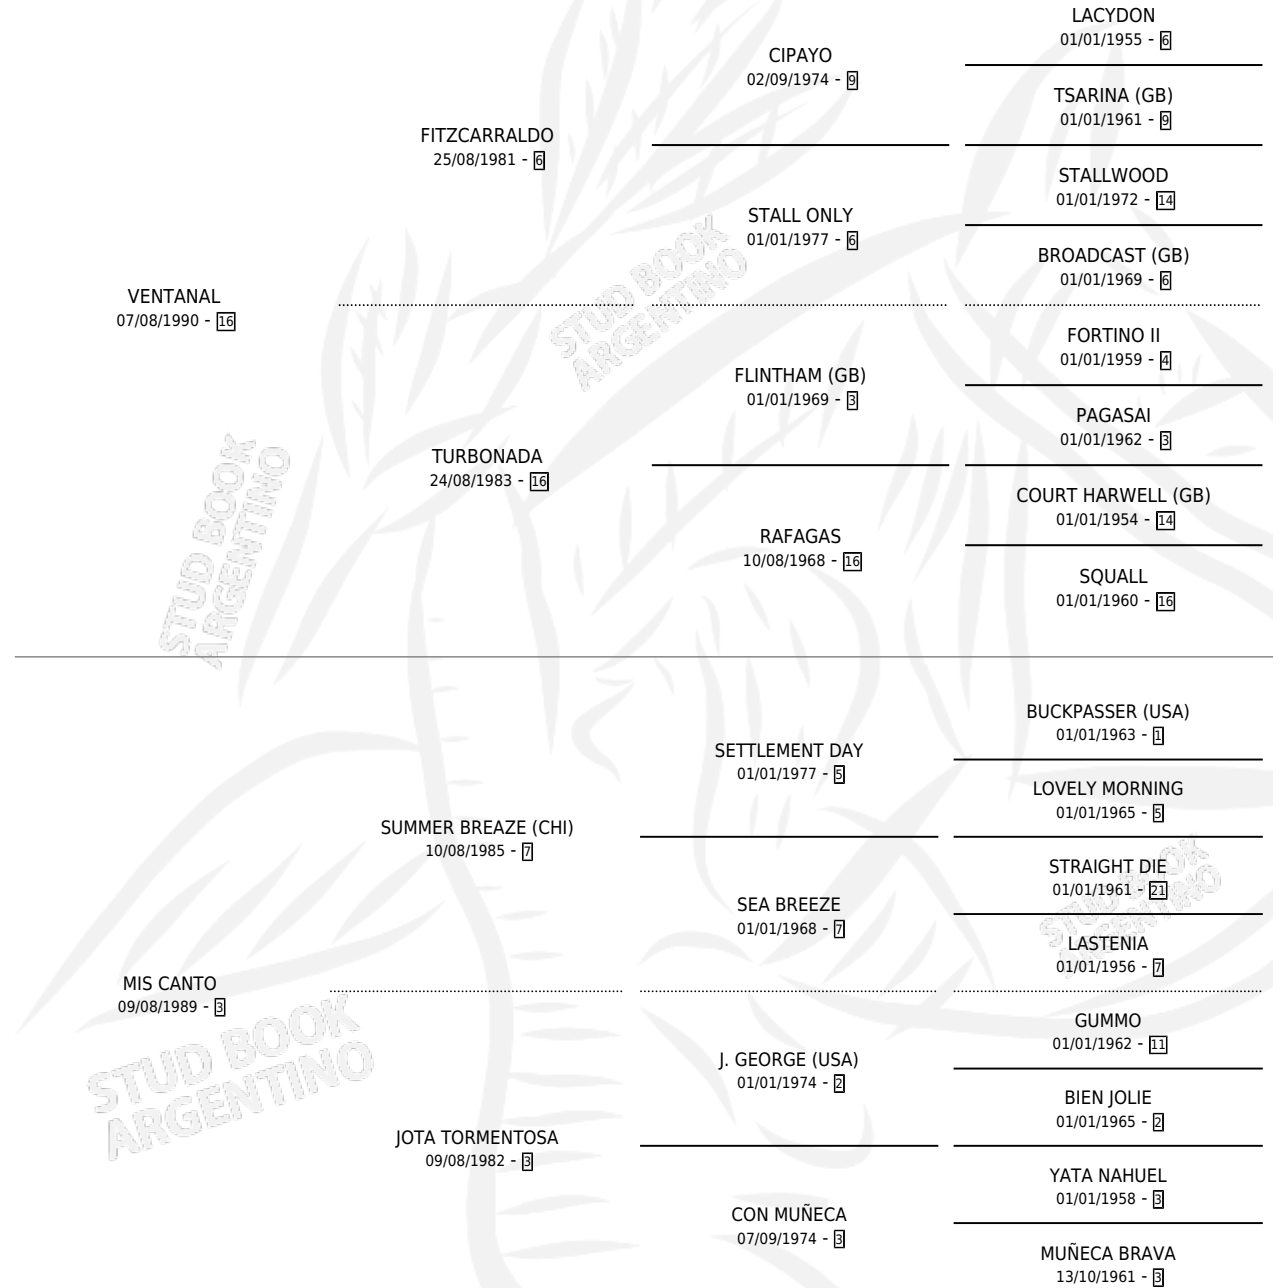 LACYDON
01/01/1955 - 6
CIPAYO
02/09/1974 - 9
TSARINA (GB)
01/01/1961 - 9
FITZCARRALDO
25/08/1981 - 6
STALLWOOD
01/01/1972 - 14
STALL ONLY
01/01/1977 - 6
BROADCAST (GB)
01/01/1969 - 6
VENTANAL
07/08/1990 - 16
FORTINO II
01/01/1959 - 4
FLINTHAM (GB)
01/01/1969 - 3
PAGASAI
01/01/1962 - 3
TURBONADA
24/08/1983 - 16
COURT HARWELL (GB)
01/01/1954 - 14
RAFAGAS
10/08/1968 - 16
SQUALL
01/01/1960 - 16
STUD BOOK
ARGENTINO
STUD BOOK
ARGENTINO
BUCKPASSER (USA)
01/01/1963 - 1
SETTLEMENT DAY
01/01/1977 - 5
LOVELY MORNING
01/01/1965 - 5
SUMMER BREAZE (CHI)
10/08/1985 - 7
STRAIGHT DIE
01/01/1961 - 21
SEA BREEZE
01/01/1968 - 7
LASTENIA
01/01/1956 - 7
MIS CANTO
09/08/1989 - 3
GUMMO
01/01/1962 - 11
J. GEORGE (USA)
01/01/1974 - 2
BIEN JOLIE
01/01/1965 - 2
JOTA TORMENTOSA
09/08/1982 - 3
YATA NAHUEL
01/01/1958 - 3
CON MUÑECA
07/09/1974 - 3
MUÑECA BRAVA
13/10/1961 - 3
STUD BOOK
ARGENTINO
STUD BOOK
ARGENTINO